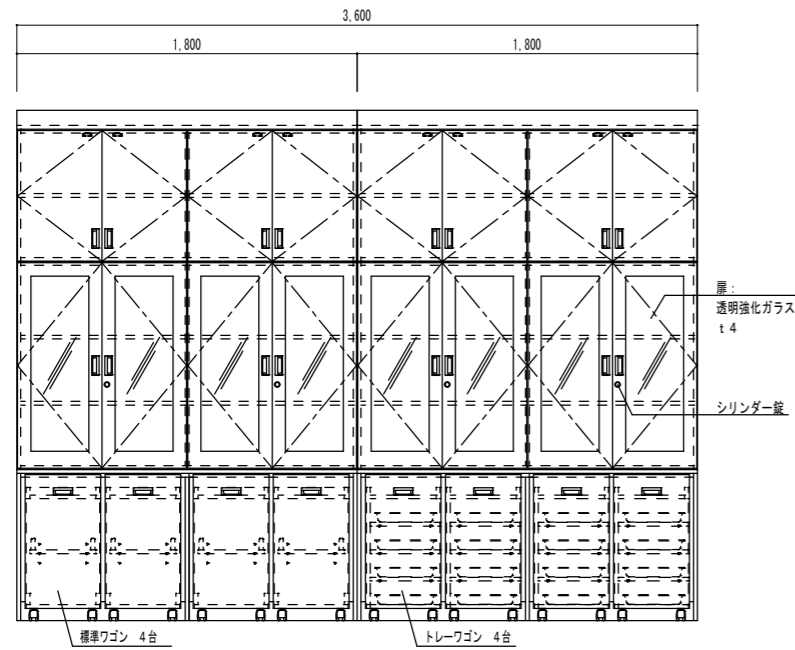 3,600
1,800
1,800
扉:
透明強化ガラス
t4
シリンダー錠
標準ワゴン 4台
トレーワゴン 4台